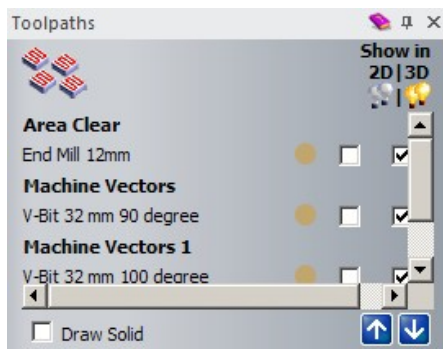 Toolpaths
Show in
2D|3D
Area Clear
End Mill 12mm
Machine Vectors
V-Bit 32 mm 90 degree
Machine Vectors 1
V-Bit 32 mm 100 degree
Draw Solid